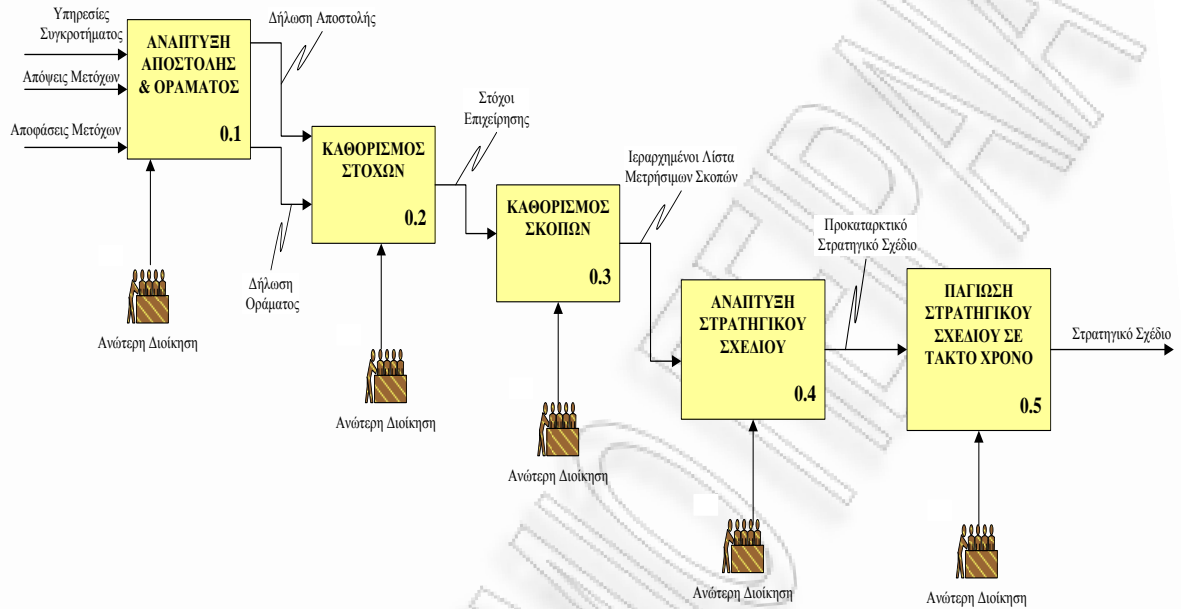 Υπηρεσίες
Συγκροτήματος
Απόψεις Μετόχων
Αποφάσεις Μετόχων
ΑΝΑΠΤΥΞΗ
ΑΠΟΣΤΟΛΗΣ
& ΟΡΑΜΑΤΟΣ
0.1
Ανώτερη Διοίκηση
Δήλωση Αποστολής
Δήλωση
Οράματος
ΚΑΘΟΡΙΣΜΟΣ
ΣΤΟΧΩΝ
0.2
Ανώτερη Διοίκηση
Στόχοι
Επιχείρησης
ΚΑΘΟΡΙΣΜΟΣ
ΣΚΟΠΩΝ
0.3
Ανώτερη Διοίκηση
Ιεραρχημένοι Λίστα
Μετρήσιμων Σκοπών
ΑΝΑΠΤΥΞΗ
ΣΤΡΑΤΗΓΙΚΟΥ
ΣΧΕΔΙΟΥ
0.4
Ανώτερη Διοίκηση
Προκαταρκτικό
Στρατηγικό Σχέδιο
ΠΑΓΙΩΣΗ
ΣΤΡΑΤΗΓΙΚΟΥ
ΣΧΕΔΙΟΥ ΣΕ
ΤΑΚΤΟ ΧΡΟΝΟ
0.5
Ανώτερη Διοίκηση
Στρατηγικό Σχέδιο